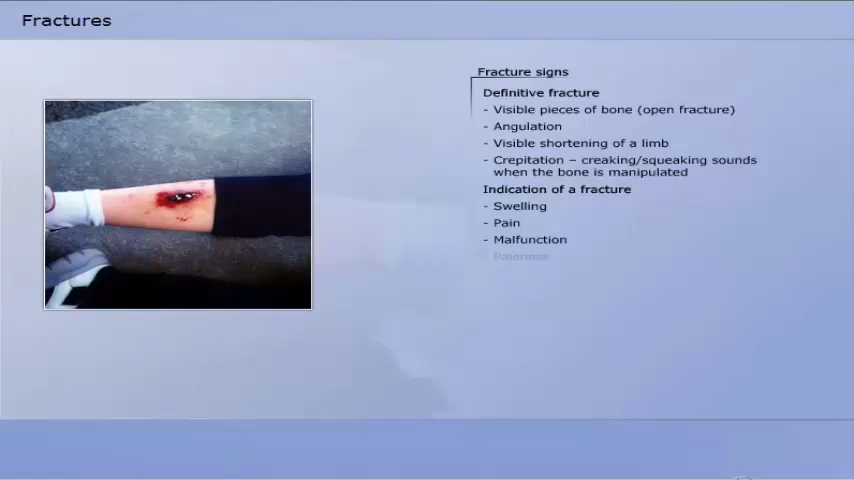 Fractures
Fracture signs
Definitive fracture
- Visible pieces of bone (open fracture)
- Angulation
- Visible shortening of a limb
- Crepitation – creaking/squeaking sounds
when the bone is manipulated
Indication of a fracture
- Swelling
- Pain
- Malfunction